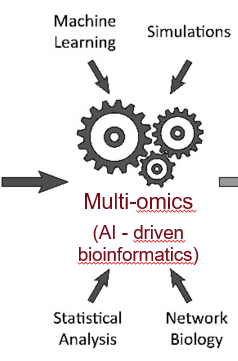 Machine
Learning
Simulations
Multi-omics
(AI - driven
bioinformatics)
Statistical
Analysis
Network
Biology